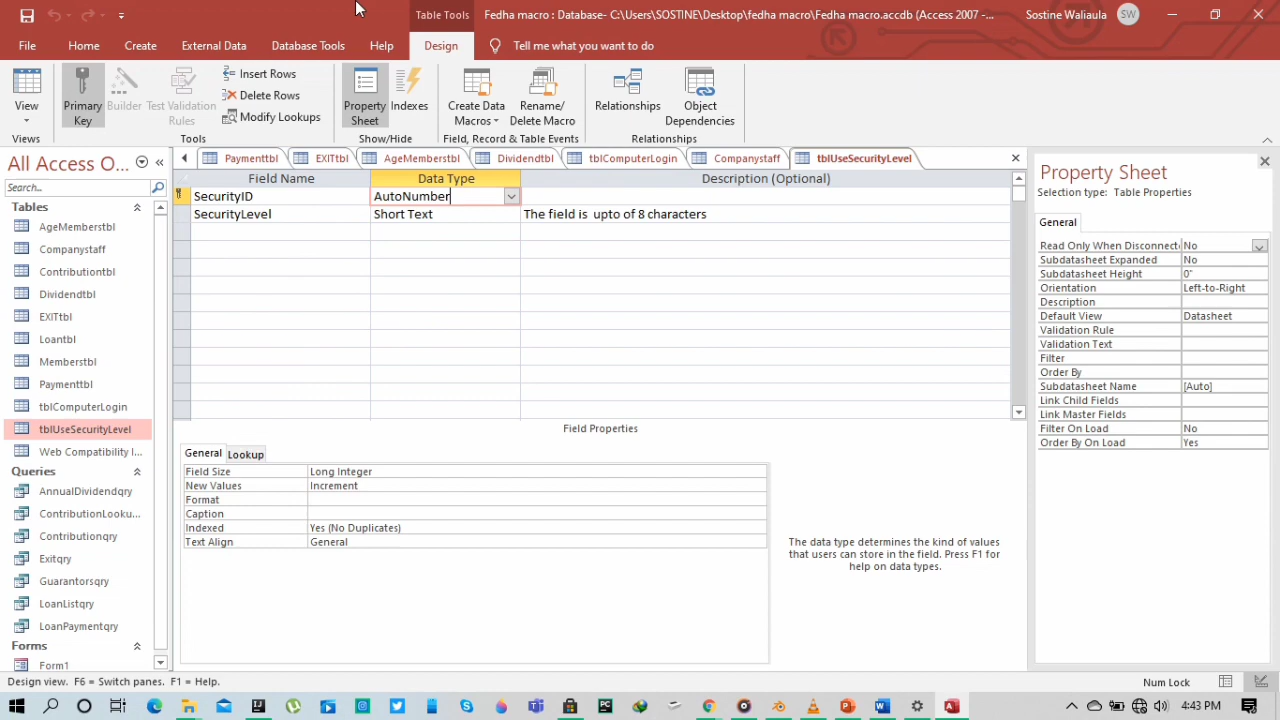 Table Tools
Fedha macro : Database- C:\Users\SOSTINE\Desktop\fedha macro\Fedha macro.accdb (Access 2007 -...
Sostine Waliaula
SW
File
Home
Create
External Data
Database Tools
Help
Design
Tell me what you want to do
View
Primary Key
Builder
Test Validation Rules
Insert Rows
Delete Rows
Modify Lookups
Property Sheet
Indexes
Create Data Macros
Rename/ Delete Macro
Relationships
Object Dependencies
Views
Tools
Show/Hide
Field, Record & Table Events
Relationships
All Access O...
Search...
Tables
AgeMemberstbl
Companystaff
Contributiontbl
Dividendtbl
EXITtbl
Loantbl
Memberstbl
Paymenttbl
tblComputerLogin
tblUseSecurityLevel
Web Compatibility I...
Queries
AnnualDividendqry
ContributionLooku...
Contributionqry
Exitqry
Guarantorsqry
LoanListqry
LoanPaymentqry
Forms
Form1
Paymenttbl
EXITtbl
AgeMemberstbl
Dividendtbl
tblComputerLogin
Companystaff
tblUseSecurityLevel
Field Name
Data Type
Description (Optional)
SecurityID
AutoNumber
SecurityLevel
Short Text
The field is  upto of 8 characters
Field Properties
General
Lookup
Field Size
Long Integer
New Values
Increment
Format
Caption
Indexed
Yes (No Duplicates)
Text Align
General
The data type determines the kind of values
that users can store in the field. Press F1 for
help on data types.
Property Sheet
Selection type: Table Properties
General
Read Only When Disconnecte
No
Subdatasheet Expanded
No
Subdatasheet Height
0"
Orientation
Left-to-Right
Description
Default View
Datasheet
Validation Rule
Validation Text
Filter
Order By
Subdatasheet Name
[Auto]
Link Child Fields
Link Master Fields
Filter On Load
No
Order By On Load
Yes
Design view. F6 = Switch panes. F1 = Help.
Num Lock
4:43 PM